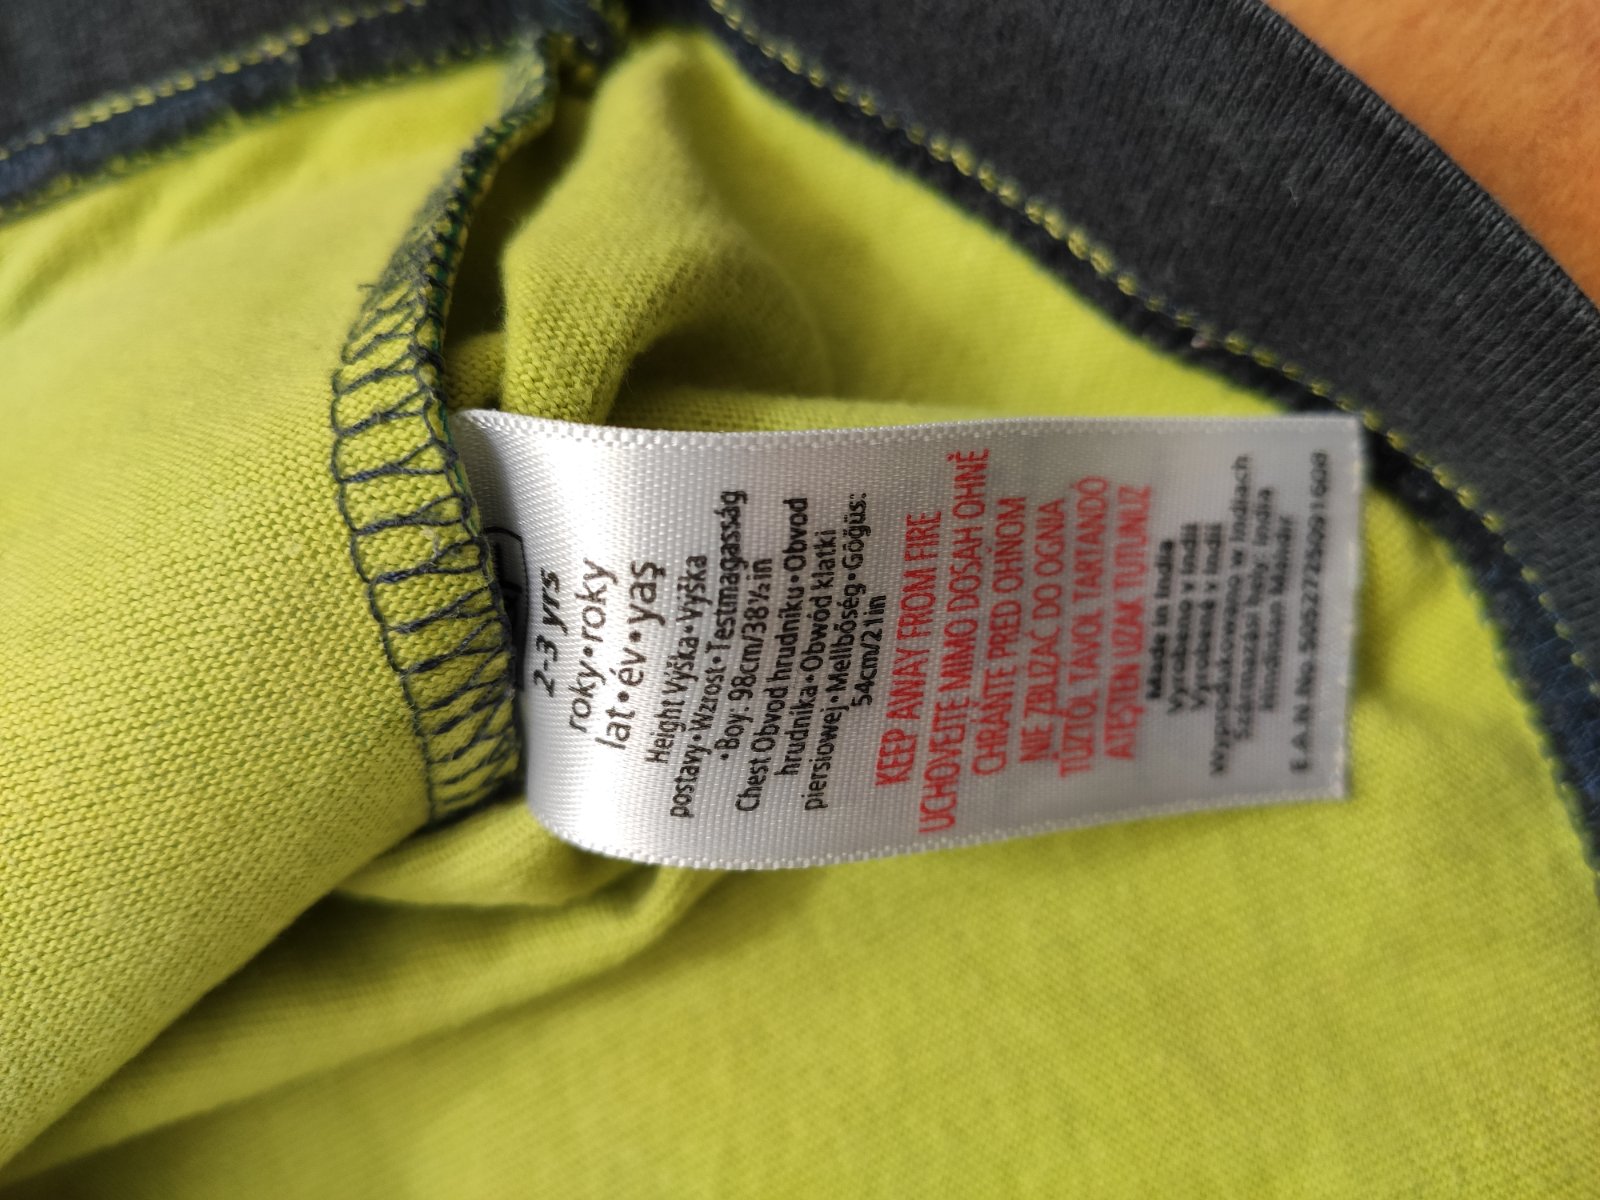 2-3 yrs
roky•roky
lat•év•yaş
Height Výška•Výška
postavy•Wzrost•Testmagasság
•Boy. 98cm/38½in
Chest Obvod hrudníku•Obvod
hrudníka•Obwód klatki
piersiowej•Mellbőség•Göğüs:
54cm/21in
KEEP AWAY FROM FIRE
UCHOVEJTE MIMO DOSAH OHNĚ
CHRÁŇTE PRED OHŇOM
NIE ZBLIŻAĆ DO OGNIA
TŰZTŐL TÁVOL TARTANDÓ
ATEŞTEN UZAK TUTUNUZ
Made in India
Vyrobeno v Indii
Vyrobené v Indii
Wyprodukowano w Indiach
Származási hely: India
Hindistan Malıdır
E.A.N.No.